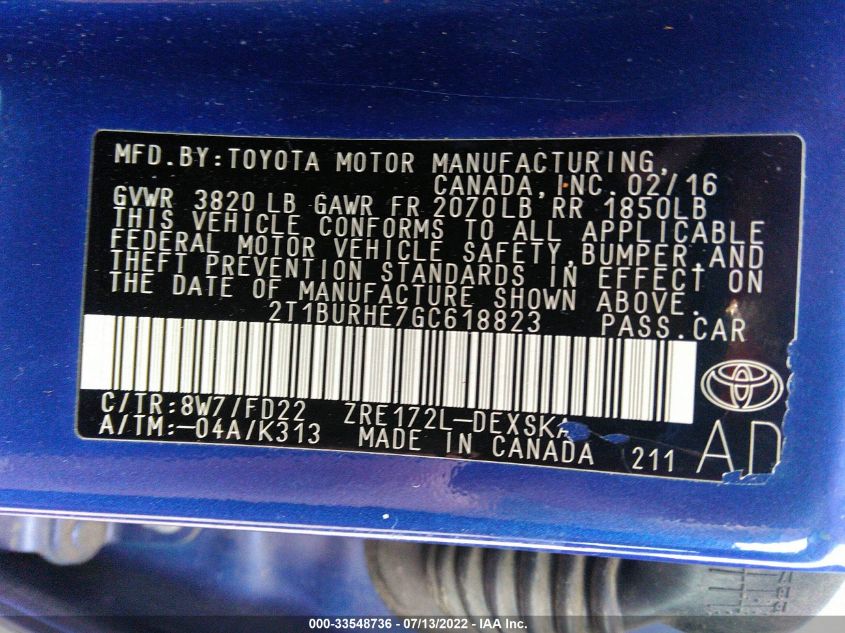 MFD.BY:TOYOTA MOTOR MANUFACTURING,
CANADA,INC. 02/16
GVWR 3820 LB GAWR FR 2070LB RR 1850LB
THIS VEHICLE CONFORMS TO ALL APPLICABLE
FEDERAL MOTOR VEHICLE SAFETY,BUMPER,AND
THEFT PREVENTION STANDARDS IN EFFECT ON
THE DATE OF MANUFACTURE SHOWN ABOVE.
2T1BURHE7GC618823 PASS.CAR
C/TR:8W7/FD22 ZRE172L-DEXSKA
A/TM:-04A/K313 MADE IN CANADA 211
AD
000-33548736 - 07/13/2022 - IAA Inc.